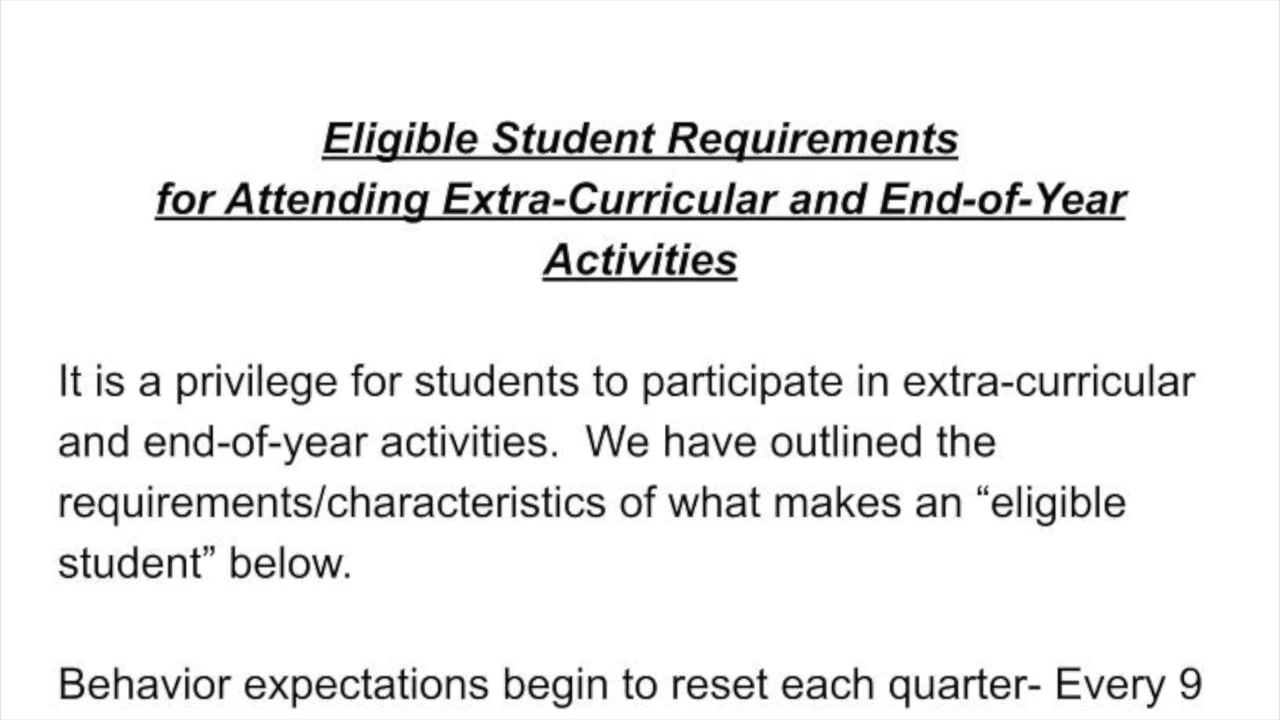 Eligible Student Requirements
for Attending Extra-Curricular and End-of-Year
Activities
It is a privilege for students to participate in extra-curricular
and end-of-year activities.  We have outlined the
requirements/characteristics of what makes an “eligible
student” below.
Behavior expectations begin to reset each quarter- Every 9